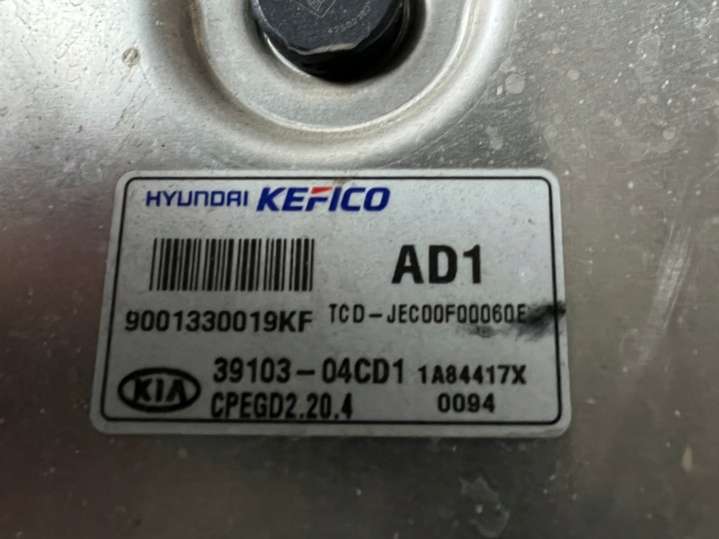 HYUNDAI KEFICO
AD1
9001330019KF TCD-JEC00F00060E
KIA 39103-04CD1 1A84417X
CPEGD2.20.4 0094